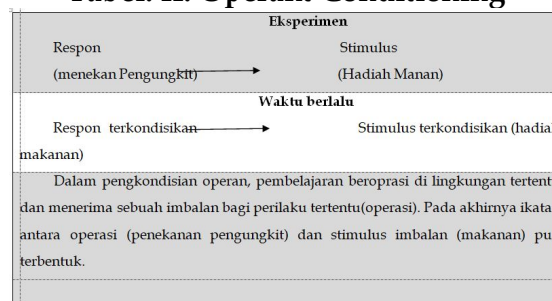 Tabel. II. Operant Conditioning
Eksperimen
Respon Stimulus
(menekan Pengungkit) (Hadiah Manan)
Waktu berlalu
Respon terkondisikan Stimulus terkondisikan (hadiah
makanan)
Dalam pengkondisian operan, pembelajaran beroprasi di lingkungan tertent
dan menerima sebuah imbalan bagi perilaku tertentu(operasi). Pada akhirnya ikata
antara operasi (penekanan pengungkit) dan stimulus imbalan (makanan) pu
terbentuk.